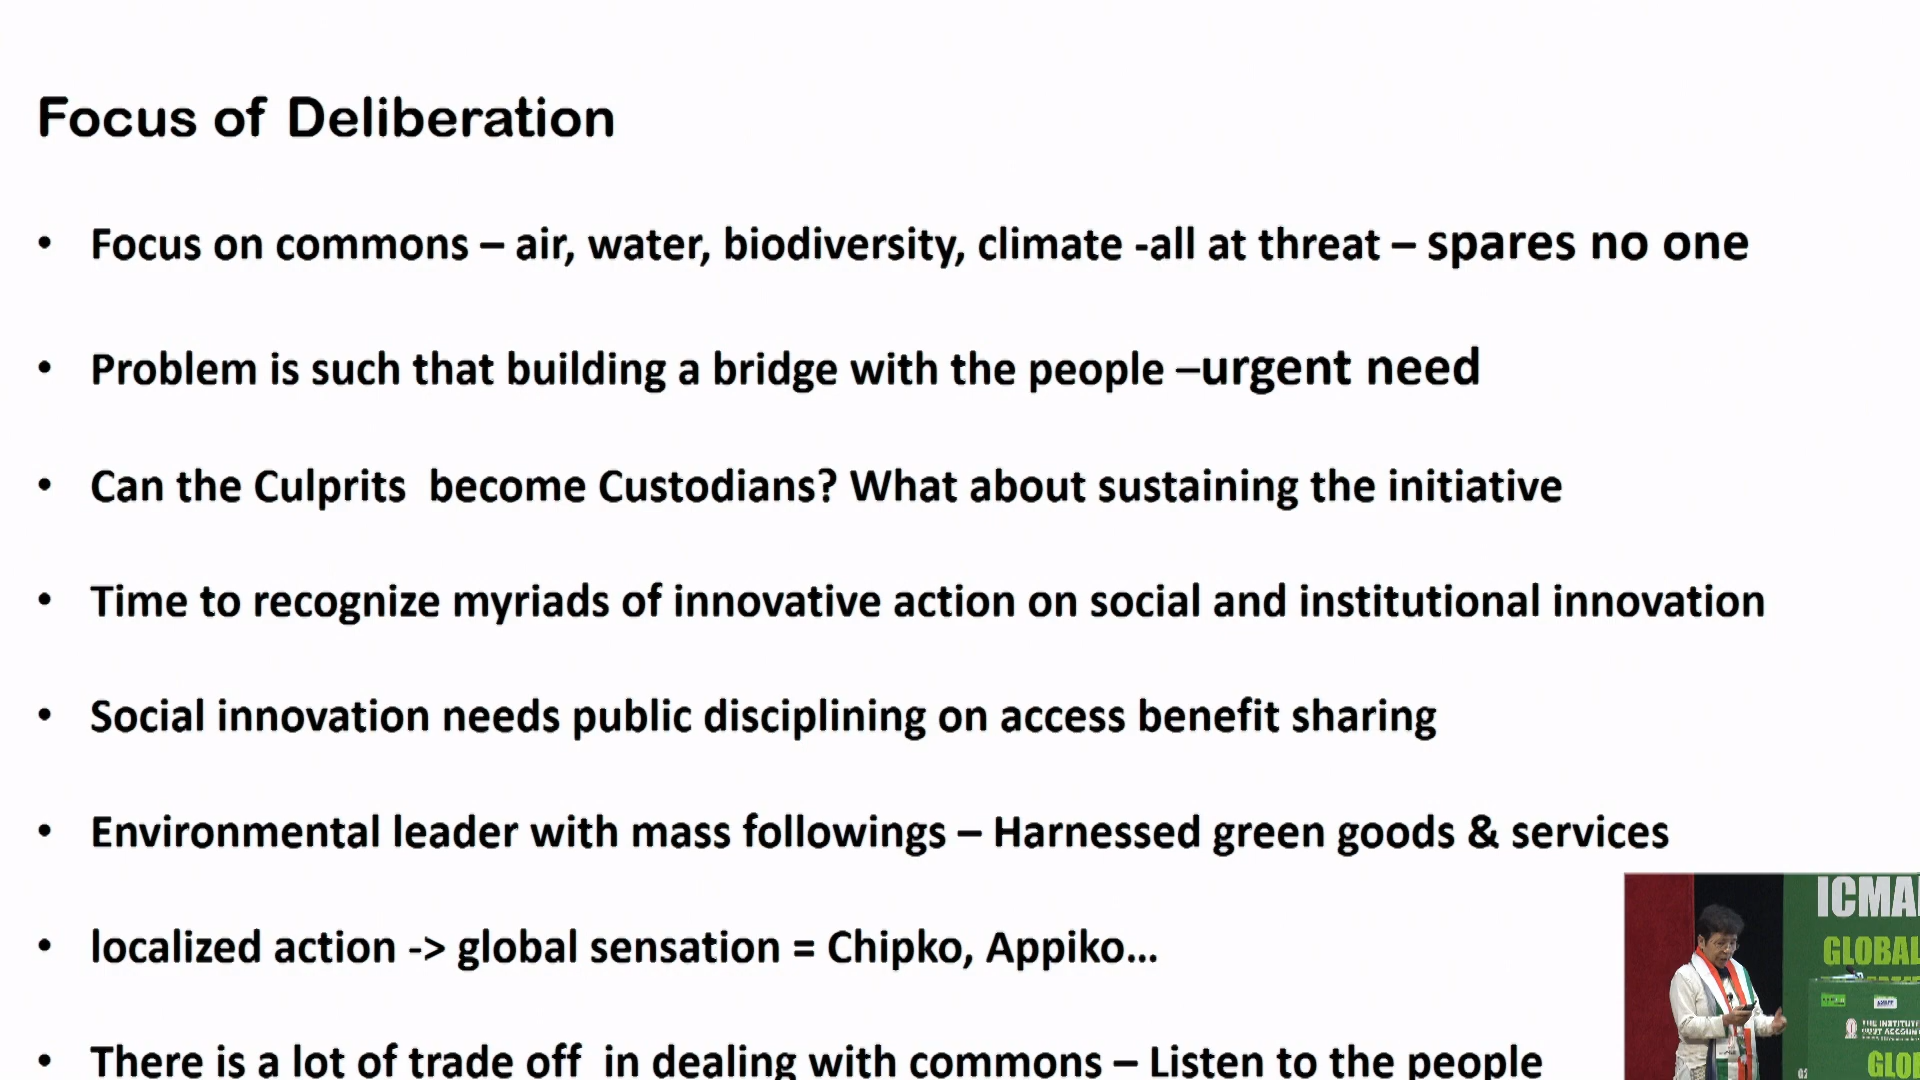 Focus of Deliberation
• Focus on commons – air, water, biodiversity, climate -all at threat – spares no one
• Problem is such that building a bridge with the people –urgent need
• Can the Culprits become Custodians? What about sustaining the initiative
• Time to recognize myriads of innovative action on social and institutional innovation
• Social innovation needs public disciplining on access benefit sharing
• Environmental leader with mass followings – Harnessed green goods & services
• localized action -> global sensation = Chipko, Appiko...
• There is a lot of trade off in dealing with commons – Listen to the people
ICMA
GLOBAL
THE INSTITUTE
GLO